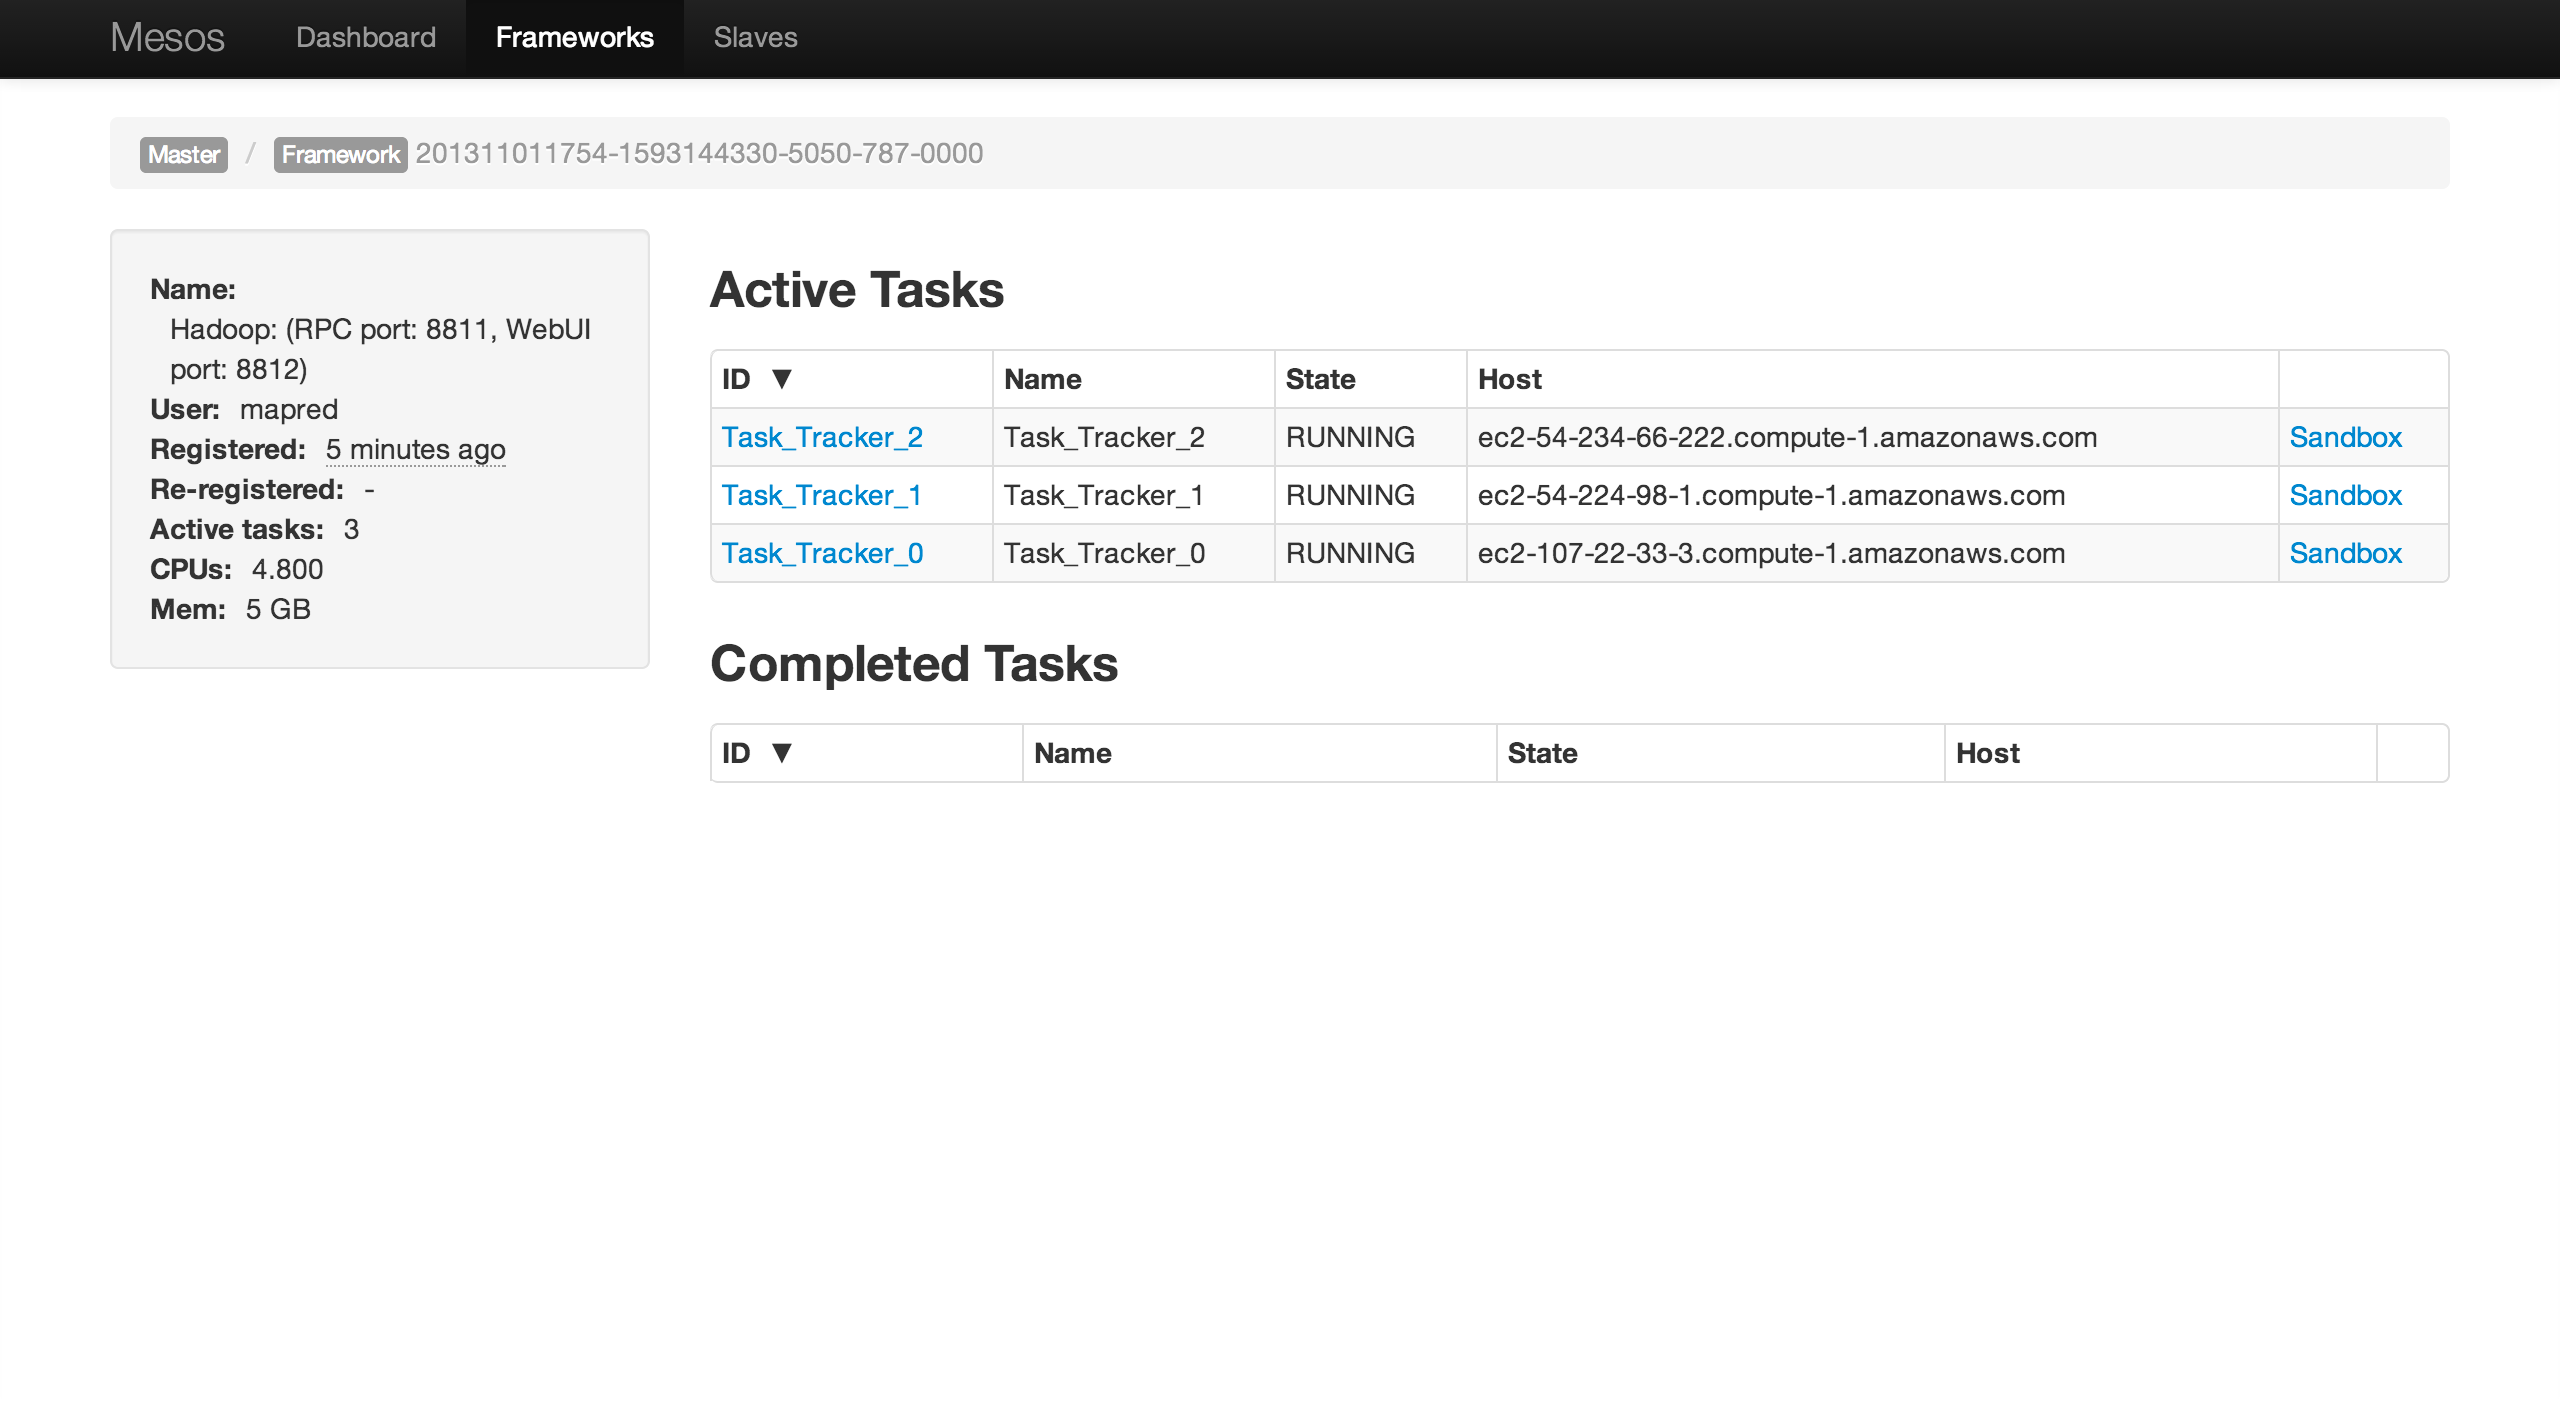 Mesos Dashboard Frameworks Slaves
Master / Framework 201311011754-1593144330-5050-787-0000
Name:
Hadoop: (RPC port: 8811, WebUI
port: 8812)
User: mapred
Registered: 5 minutes ago
Re-registered: -
Active tasks: 3
CPUs: 4.800
Mem: 5 GB
Active Tasks
ID ▼ Name State Host
Task_Tracker_2 Task_Tracker_2 RUNNING ec2-54-234-66-222.compute-1.amazonaws.com Sandbox
Task_Tracker_1 Task_Tracker_1 RUNNING ec2-54-224-98-1.compute-1.amazonaws.com Sandbox
Task_Tracker_0 Task_Tracker_0 RUNNING ec2-107-22-33-3.compute-1.amazonaws.com Sandbox
Completed Tasks
ID ▼ Name State Host